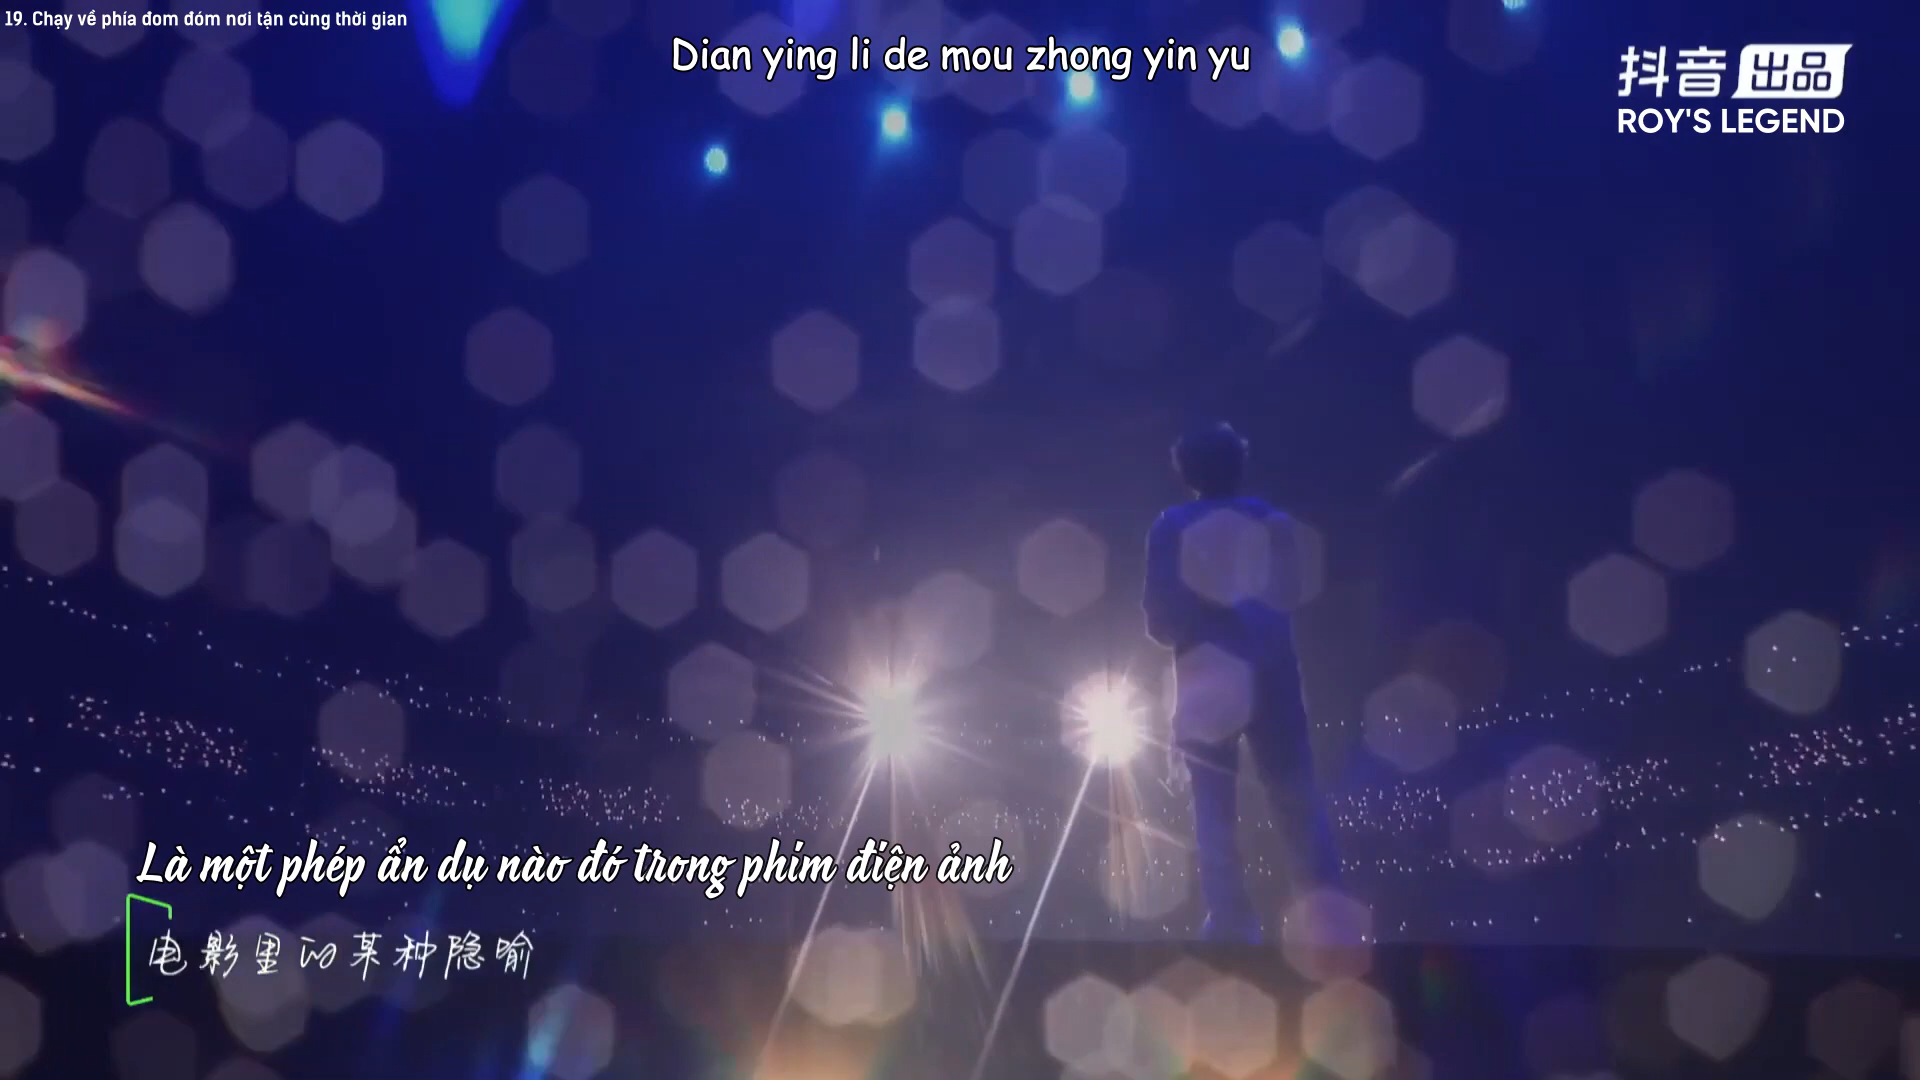 19. Chạy về phía đom đóm nơi tận cùng thời gian
Dian ying li de mou zhong yin yu
抖音 出品
ROY'S LEGEND
Là một phép ẩn dụ nào đó trong phim điện ảnh
电影里的某种隐喻